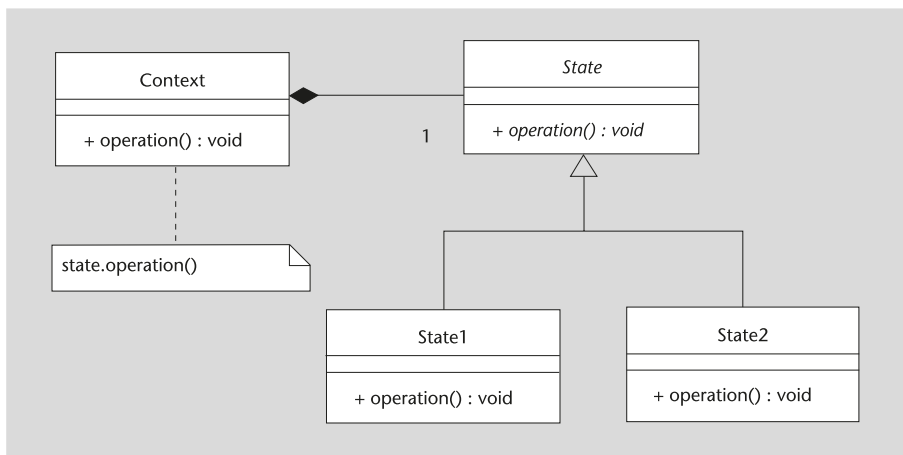 Context
+ operation() : void
State
+ operation() : void
1
state.operation()
State1
+ operation() : void
State2
+ operation() : void